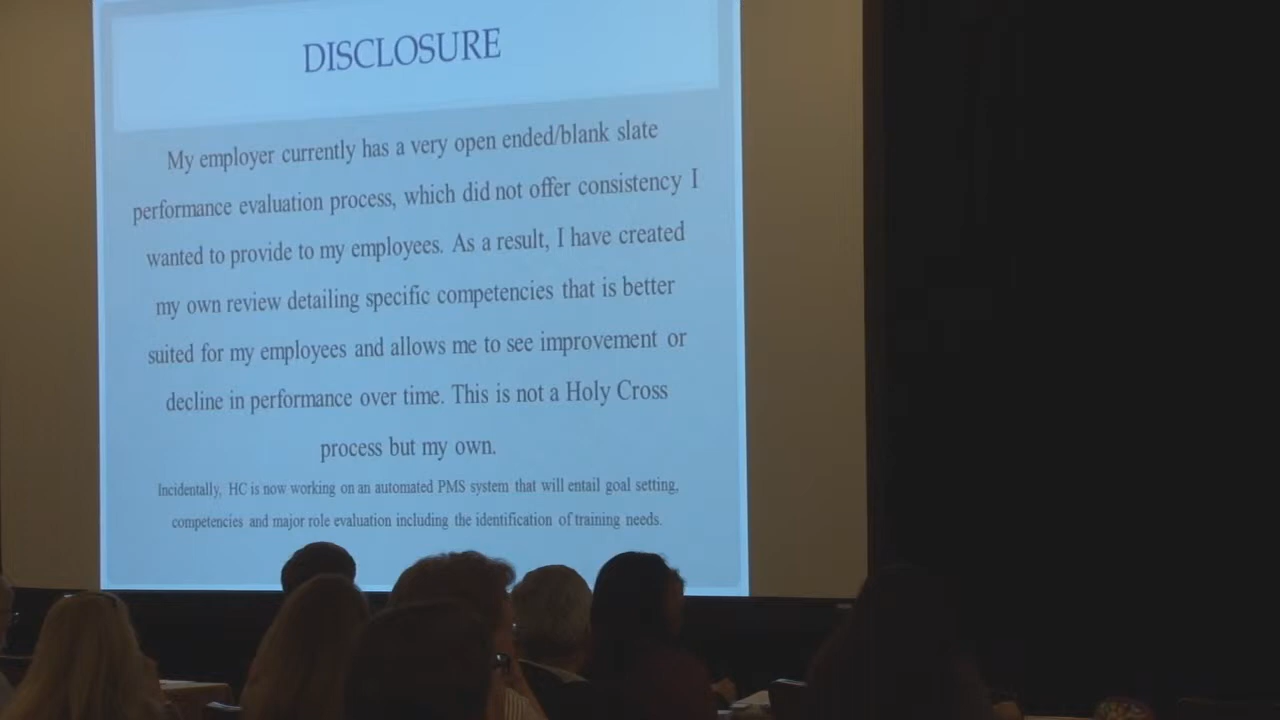 DISCLOSURE
My employer currently has a very open ended/blank slate
performance evaluation process, which did not offer consistency I
wanted to provide to my employees. As a result, I have created
my own review detailing specific competencies that is better
suited for my employees and allows me to see improvement or
decline in performance over time. This is not a Holy Cross
process but my own.
Incidentally, HC is now working on an automated PMS system that will entail goal setting,
competencies and major role evaluation including the identification of training needs.